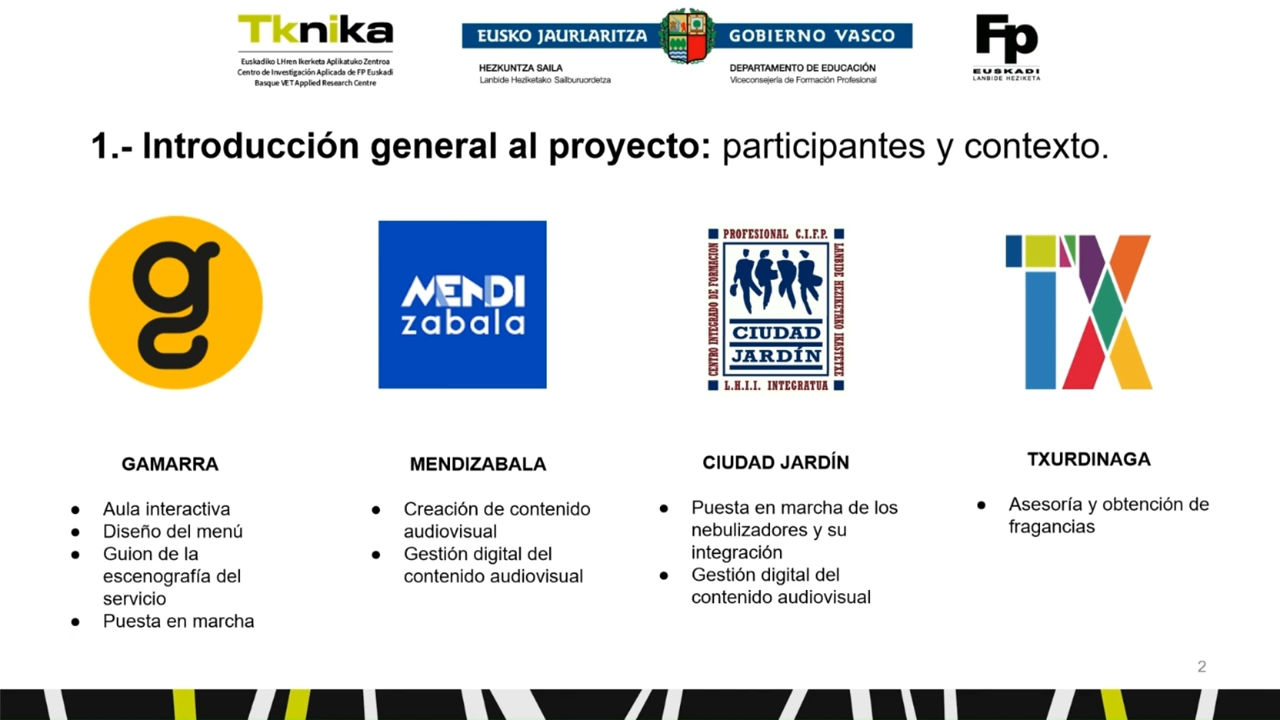 Tknika
Euskadiko LHren Ikerketa Aplikatuko Zentroa
Centro de Investigación Aplicada de FP Euskadi
Basque VET Applied Research Centre
EUSKO JAURLARITZA
GOBIERNO VASCO
HEZKUNTZA SAILA
Lanbide Heziketako Sailburuordetza
DEPARTAMENTO DE EDUCACIÓN
Viceconsejería de Formación Profesional
Fp
EUSKADI
LANBIDE HEZIKETA
1.- Introducción general al proyecto: participantes y contexto.
g
MENDI
zabala
PROFESIONAL C.I.F.P.
CENTRO INTEGRADO DE FORMACIÓN
LANBIDE HEZIKETAKO IKASTETXE
CIUDAD
JARDÍN
L.H.I.I. INTEGRATUA
TX
GAMARRA
• Aula interactiva
• Diseño del menú
• Guion de la
escenografía del
servicio
• Puesta en marcha
MENDIZABALA
• Creación de contenido
audiovisual
• Gestión digital del
contenido audiovisual
CIUDAD JARDÍN
• Puesta en marcha de los
nebulizadores y su
integración
• Gestión digital del
contenido audiovisual
TXURDINAGA
• Asesoría y obtención de
fragancias
2